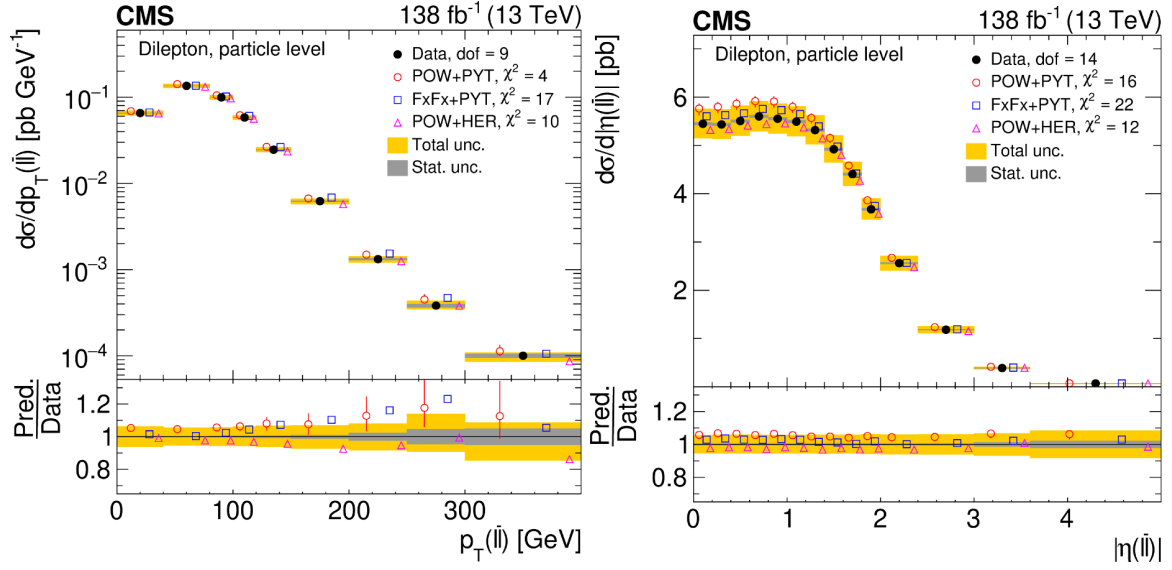 CMS 138 fb⁻¹ (13 TeV)
Dilepton, particle level
Data, dof = 9
POW+PYT, χ² = 4
FxFx+PYT, χ² = 17
POW+HER, χ² = 10
Total unc.
Stat. unc.
dσ/dp_T(ll̄) [pb GeV⁻¹]
10⁻¹
10⁻²
10⁻³
10⁻⁴
Pred.
Data
1.2
1
0.8
0 100 200 300
p_T(ll̄) [GeV]
CMS 138 fb⁻¹ (13 TeV)
Dilepton, particle level
Data, dof = 14
POW+PYT, χ² = 16
FxFx+PYT, χ² = 22
POW+HER, χ² = 12
Total unc.
Stat. unc.
dσ/d|η(ll̄)| [pb]
6
4
2
Pred.
Data
1.2
1
0.8
0 1 2 3 4 5
|η(ll̄)|